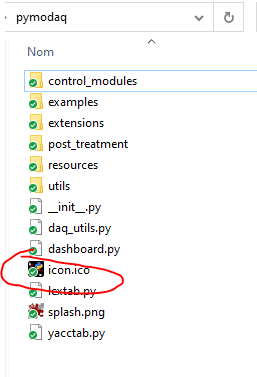 pymodaq
Nom
control_modules
examples
extensions
post_treatment
resources
utils
__init__.py
daq_utils.py
dashboard.py
icon.ico
lextab.py
splash.png
yacctab.py